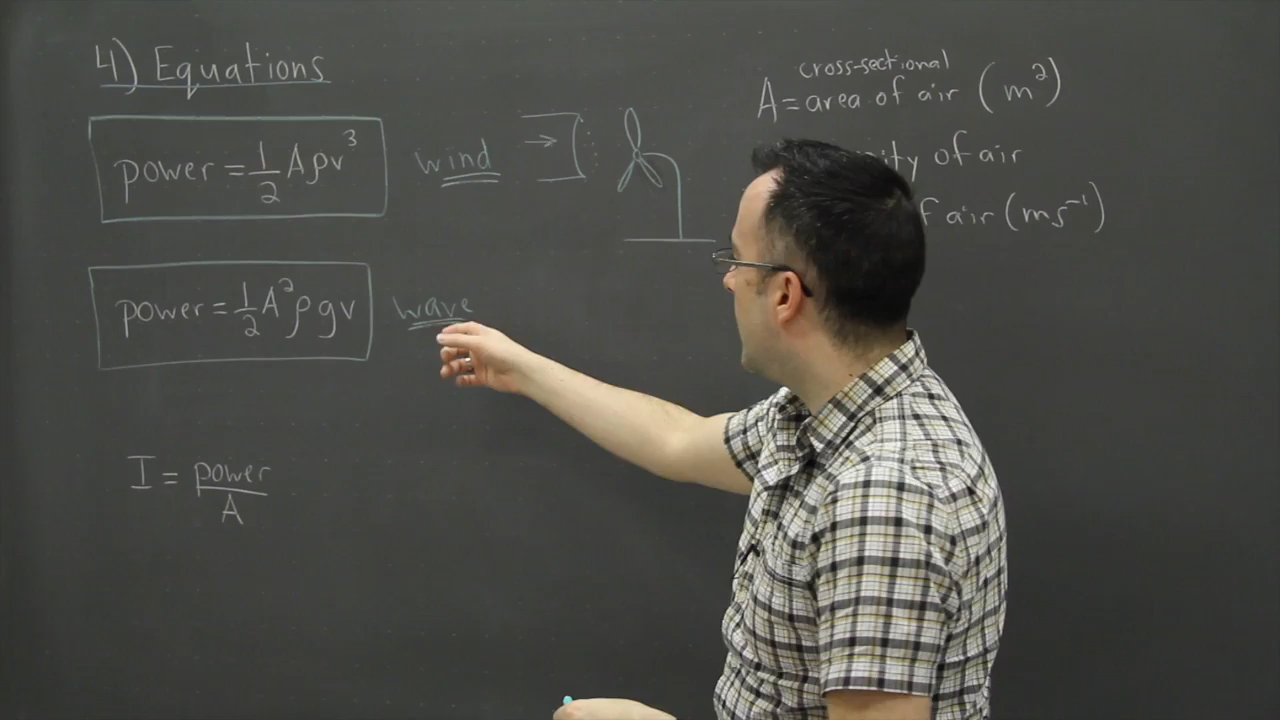 4) Equations
power = 1/2 Aρv³
wind
power = 1/2 A²ρgv
wave
I = power/A
cross-sectional
A = area of air (m²)
of air
air (ms⁻¹)